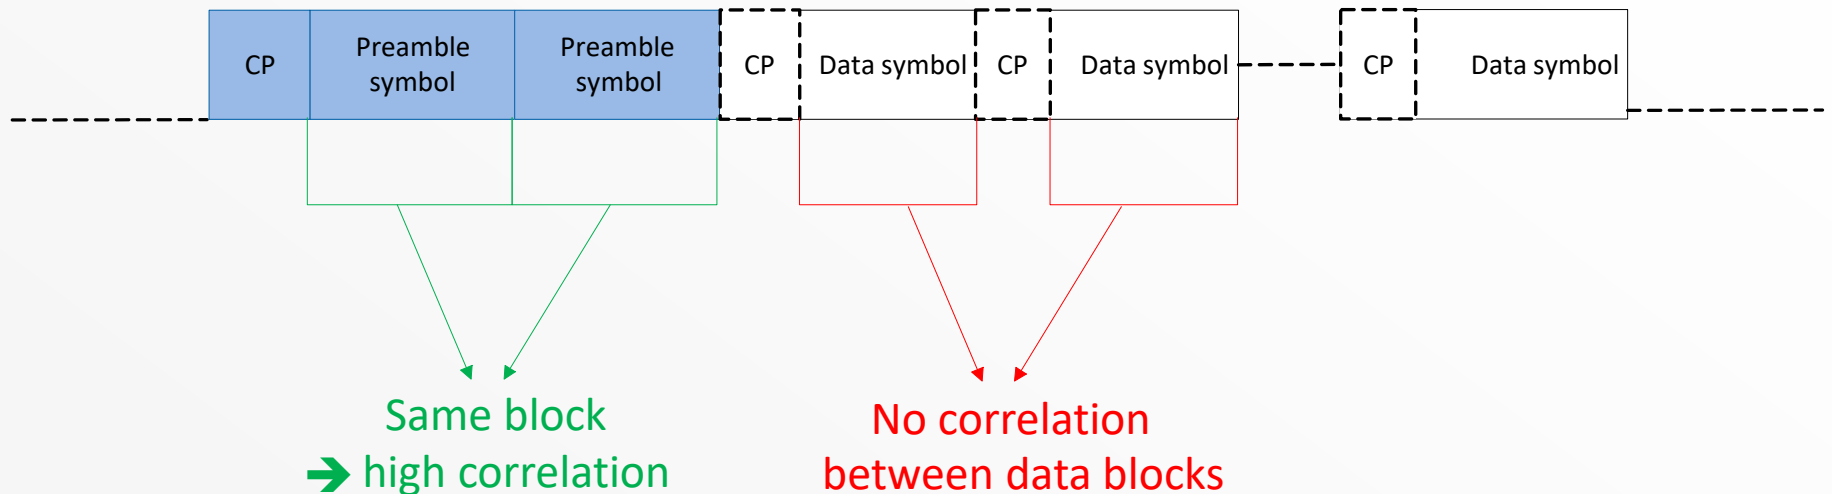 CP
Preamble
symbol
Preamble
symbol
CP
Data symbol
CP
Data symbol
CP
Data symbol
Same block
➔ high correlation
No correlation
between data blocks